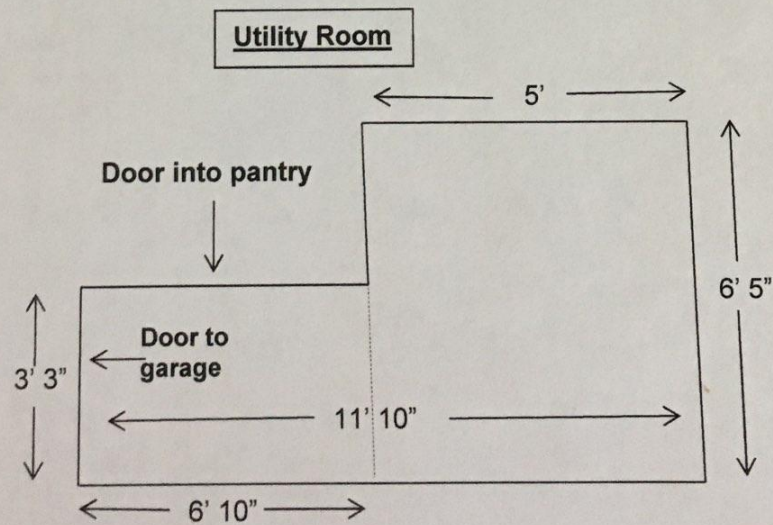 Utility Room
5'
Door into pantry
6' 5”
Door to
garage
3' 3”
11' 10”
6' 10”